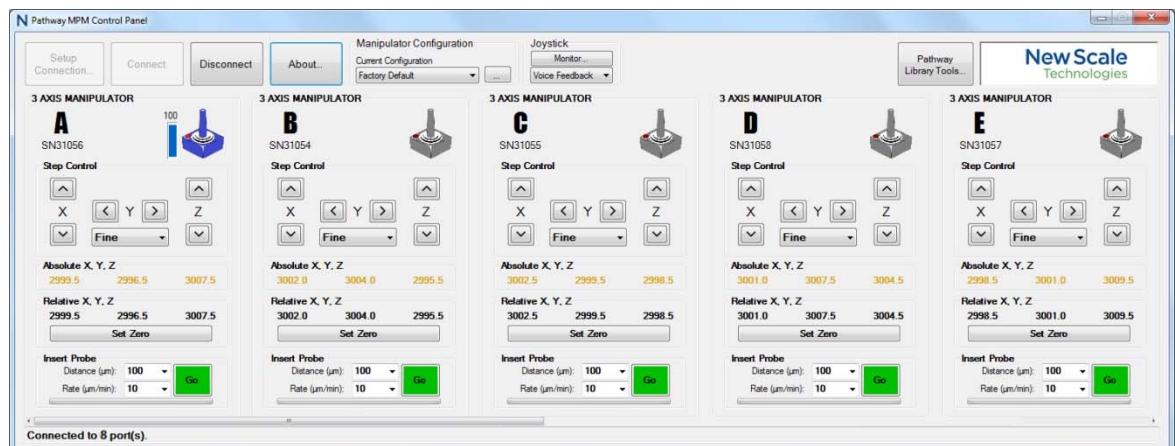 Pathway MPM Control Panel
Setup Connection...
Connect
Disconnect
About...
Manipulator Configuration
Current Configuration
Factory Default
...
Joystick
Monitor...
Voice Feedback
Pathway Library Tools...
New Scale
Technologies
3 AXIS MANIPULATOR
A
100
SN31056
Step Control
X
Y
Z
Fine
Absolute X, Y, Z
2999.5 2996.5 3007.5
Relative X, Y, Z
2999.5 2996.5 3007.5
Set Zero
Insert Probe
Distance (µm): 100
Rate (µm/min): 10
Go
3 AXIS MANIPULATOR
B
SN31054
Step Control
X
Y
Z
Fine
Absolute X, Y, Z
3002.0 3004.0 2995.5
Relative X, Y, Z
3002.0 3004.0 2995.5
Set Zero
Insert Probe
Distance (µm): 100
Rate (µm/min): 10
Go
3 AXIS MANIPULATOR
C
SN31055
Step Control
X
Y
Z
Fine
Absolute X, Y, Z
3002.5 2999.5 2998.5
Relative X, Y, Z
3002.5 2999.5 2998.5
Set Zero
Insert Probe
Distance (µm): 100
Rate (µm/min): 10
Go
3 AXIS MANIPULATOR
D
SN31058
Step Control
X
Y
Z
Fine
Absolute X, Y, Z
3001.0 3007.5 3004.5
Relative X, Y, Z
3001.0 3007.5 3004.5
Set Zero
Insert Probe
Distance (µm): 100
Rate (µm/min): 10
Go
3 AXIS MANIPULATOR
E
SN31057
Step Control
X
Y
Z
Fine
Absolute X, Y, Z
2998.5 3001.0 3009.5
Relative X, Y, Z
2998.5 3001.0 3009.5
Set Zero
Insert Probe
Distance (µm): 100
Rate (µm/min): 10
Go
Connected to 8 port(s).